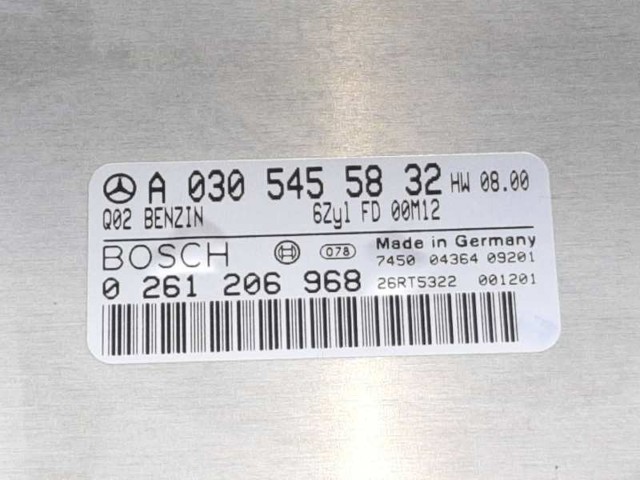 A 030 545 58 32 HW 08.00
Q02 BENZIN 6Zyl FD 00M12
BOSCH 078 Made in Germany
7450 04364 09201
0 261 206 968 26RT5322 001201